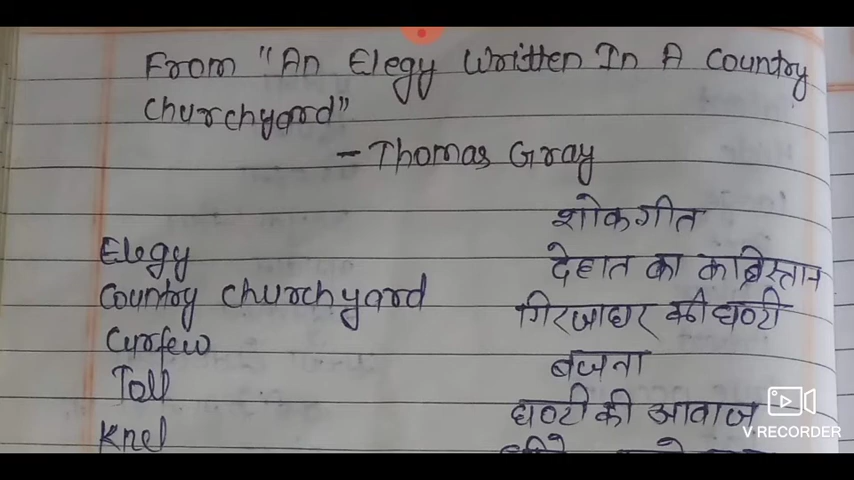 From "An Elegy Written In A Country
Churchyard"
- Thomas Gray
Elegy शोकगीत
Country Churchyard देहात का काब्रिस्तान
Curfew गिरजाघर की घण्टी
Toll बजना
Knel घण्टी की आवाज
V RECORDER